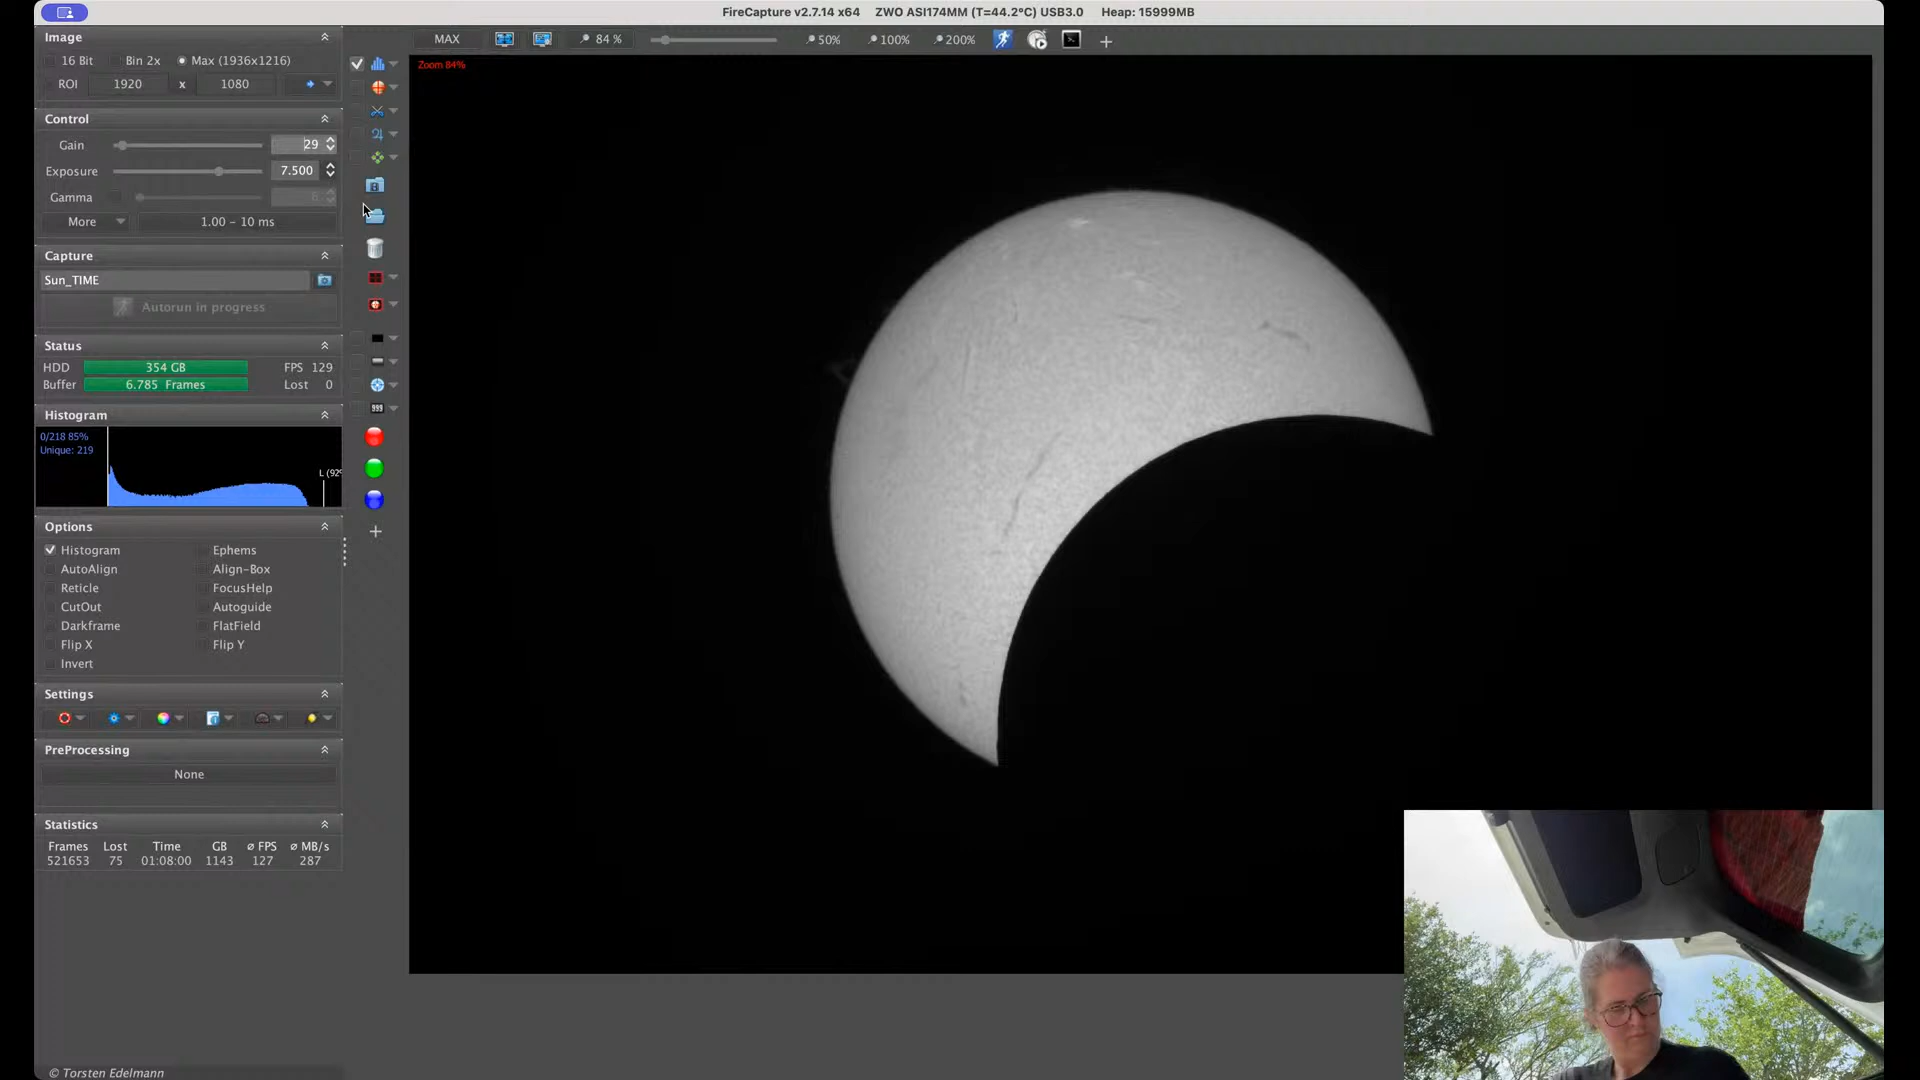 FireCapture v2.7.14 x64 ZWO ASI174MM (T=44.2°C) USB3.0 Heap: 15999MB
Image
MAX 84 % 50% 100% 200%
16 Bit Bin 2x Max (1936x1216)
Zoom 84%
ROI 1920 x 1080
Control
Gain 29
Exposure 7.500
Gamma
More 1.00 - 10 ms
Capture
Sun_TIME
Autorun in progress
Status
HDD 354 GB FPS 129
Buffer 6.785 Frames Lost 0
Histogram
0/218 85%
Unique: 219
L (92%
Options
Histogram Ephems
AutoAlign Align-Box
Reticle FocusHelp
CutOut Autoguide
Darkframe FlatField
Flip X Flip Y
Invert
Settings
PreProcessing
None
Statistics
Frames Lost Time GB ø FPS ø MB/s
521653 75 01:08:00 1143 127 287
© Torsten Edelmann